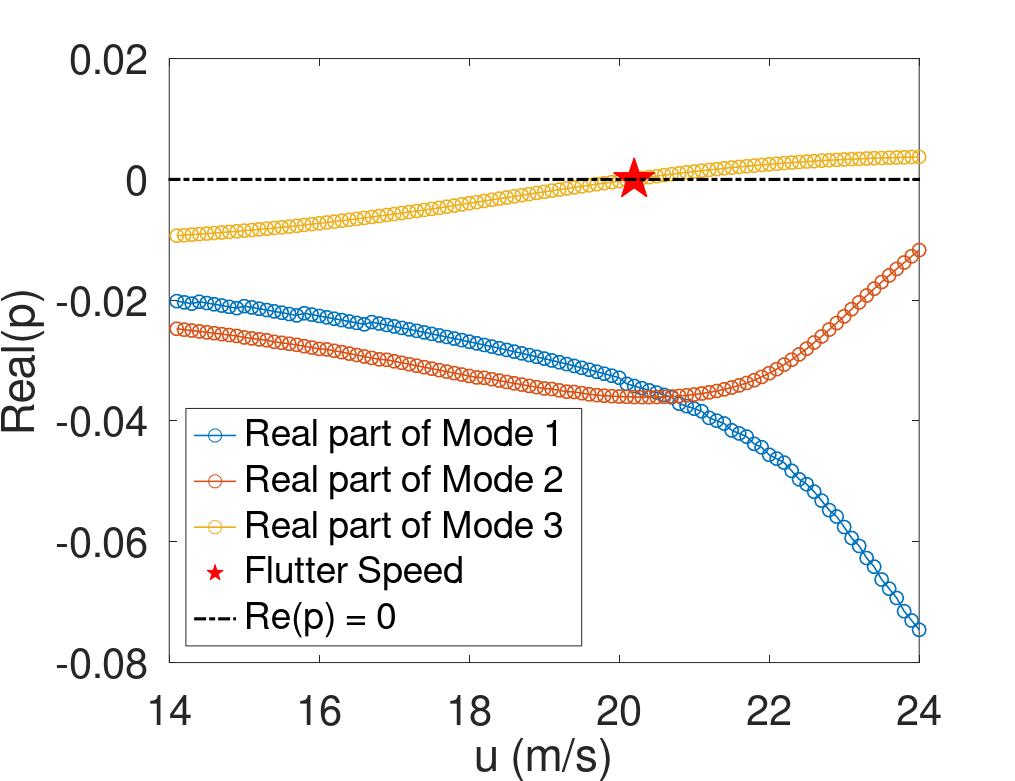 0.02
0
-0.02
-0.04
-0.06
-0.08
Real(p)
Real part of Mode 1
Real part of Mode 2
Real part of Mode 3
Flutter Speed
Re(p) = 0
14 16 18 20 22 24
u (m/s)